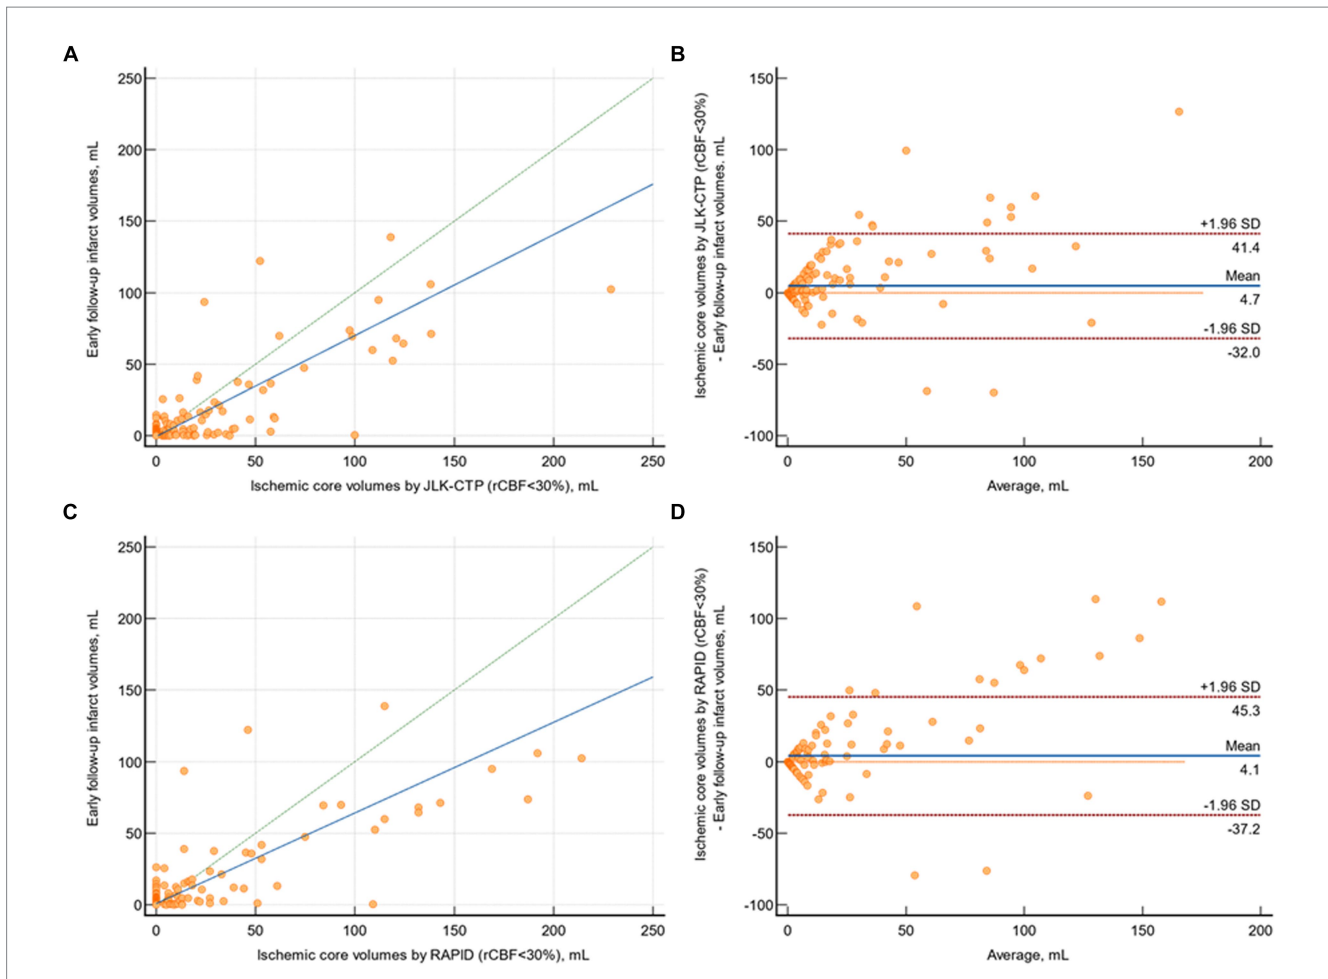 A
B
250
200
150
100
50
0
Early follow-up infarct volumes, mL
0 50 100 150 200 250
Ischemic core volumes by JLK-CTP (rCBF<30%), mL
150
100
50
0
-50
-100
Ischemic core volumes by JLK-CTP (rCBF<30%)
- Early follow-up infarct volumes. mL
+1.96 SD
41.4
Mean
4.7
-1.96 SD
-32.0
0 50 100 150 200
Average, mL
C
D
250
200
150
100
50
0
Early follow-up infarct volumes, mL
0 50 100 150 200 250
Ischemic core volumes by RAPID (rCBF<30%), mL
150
100
50
0
-50
-100
Ischemic core volumes by RAPID (rCBF<30%)
- Early follow-up infarct volumes, mL
+1.96 SD
45.3
Mean
4.1
-1.96 SD
-37.2
0 50 100 150 200
Average, mL